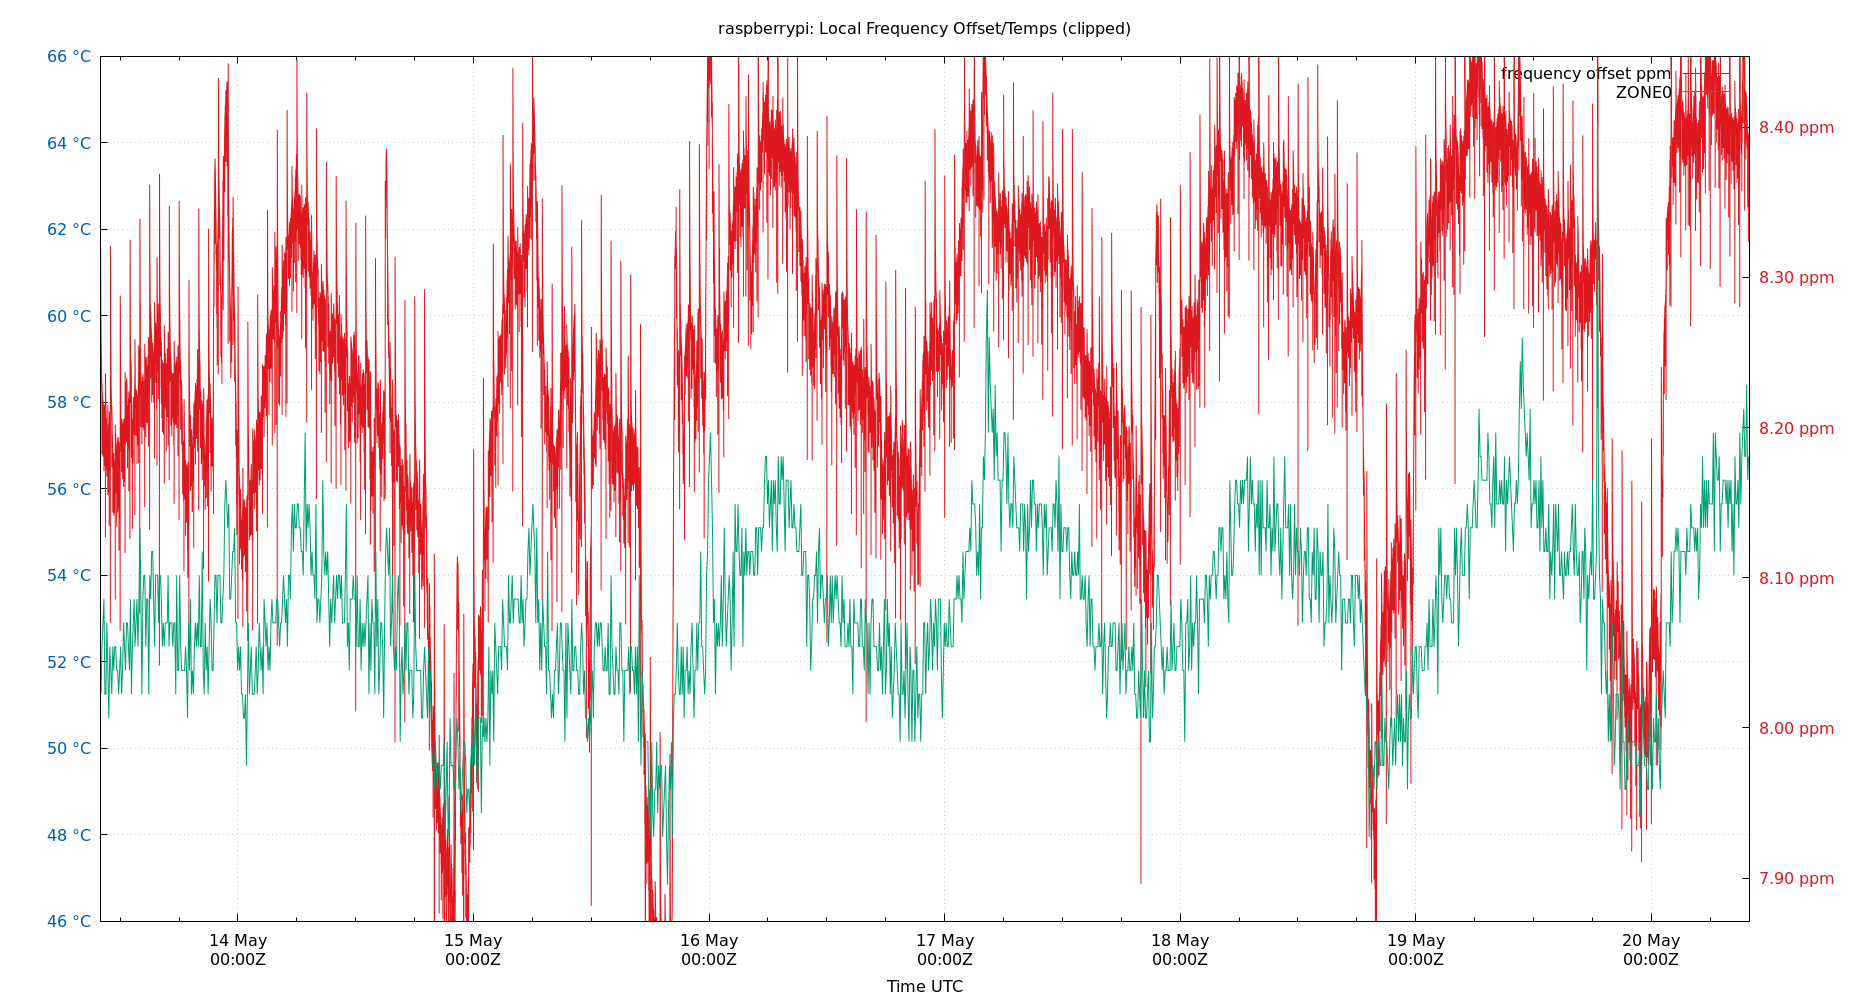 raspberrypi: Local Frequency Offset/Temps (clipped)
66 °C
64 °C
62 °C
60 °C
58 °C
56 °C
54 °C
52 °C
50 °C
48 °C
46 °C
frequency offset ppm
ZONE0
8.40 ppm
8.30 ppm
8.20 ppm
8.10 ppm
8.00 ppm
7.90 ppm
14 May 15 May 16 May 17 May 18 May 19 May 20 May
00:00Z 00:00Z 00:00Z 00:00Z 00:00Z 00:00Z 00:00Z
Time UTC